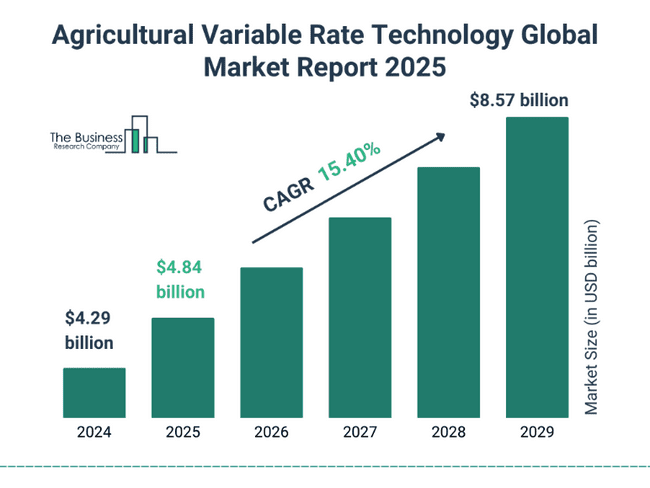 Agricultural Variable Rate Technology Global
Market Report 2025
The Business
Research Company
$8.57 billion
CAGR 15.40%
$4.84
billion
$4.29
billion
Market Size (in USD billion)
2024
2025
2026
2027
2028
2029